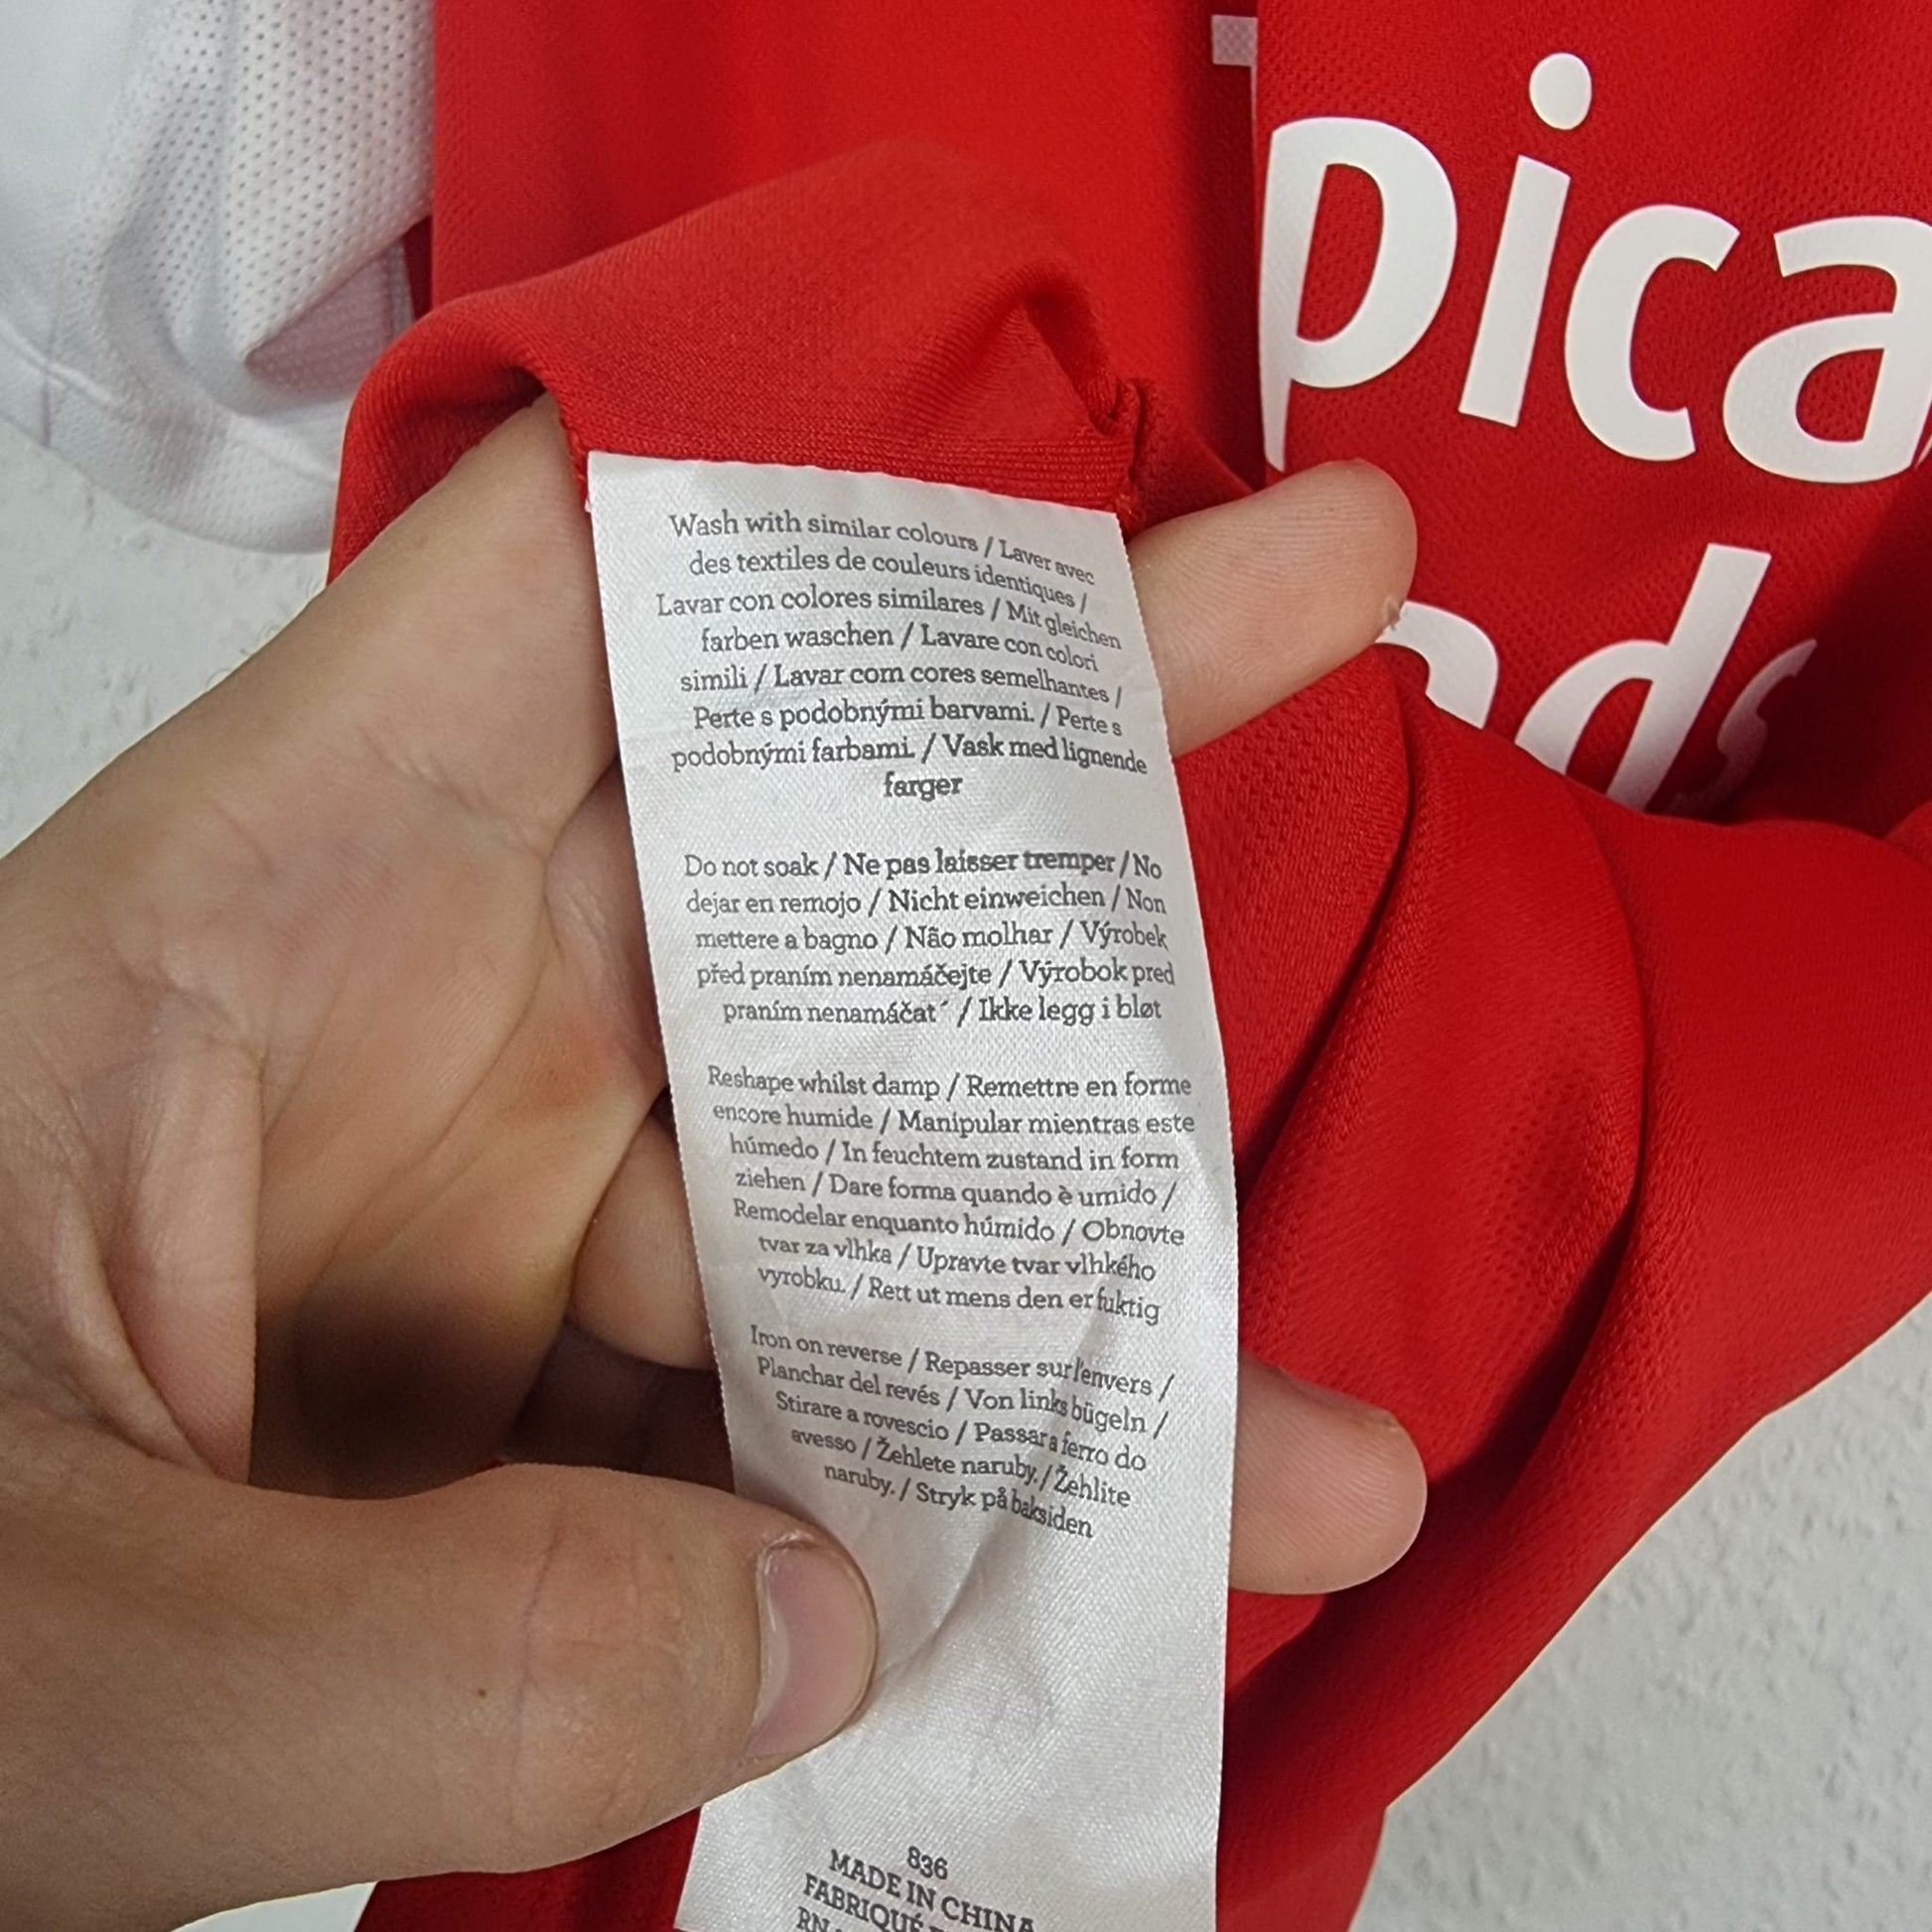 pica
nds
Wash with similar colours / Laver avec
des textiles de couleurs identiques /
Lavar con colores similares / Mit gleichen
farben waschen / Lavare con colori
simili / Lavar com cores semelhantes /
Perte s podobnými barvami. / Perte s
podobnými farbami. / Vask med lignende
farger
Do not soak / Ne pas laisser tremper / No
dejar en remojo / Nicht einweichen / Non
mettere a bagno / Não molhar / Výrobek
před praním nenamáčejte / Výrobok pred
praním nenamáčat´ / Ikke legg i bløt
Reshape whilst damp / Remettre en forme
encore humide / Manipular mientras este
húmedo / In feuchtem zustand in form
ziehen / Dare forma quando è umido /
Remodelar enquanto húmido / Obnovte
tvar za vlhka / Upravte tvar vlhkého
vyrobku. / Rett ut mens den er fuktig
Iron on reverse / Repasser sur l'envers /
Planchar del revés / Von links bügeln /
Stirare a rovescio / Passar a ferro do
avesso / Žehlete naruby. / Žehlite
naruby. / Stryk på baksiden
836
MADE IN CHINA
FABRIQUÉ
RN